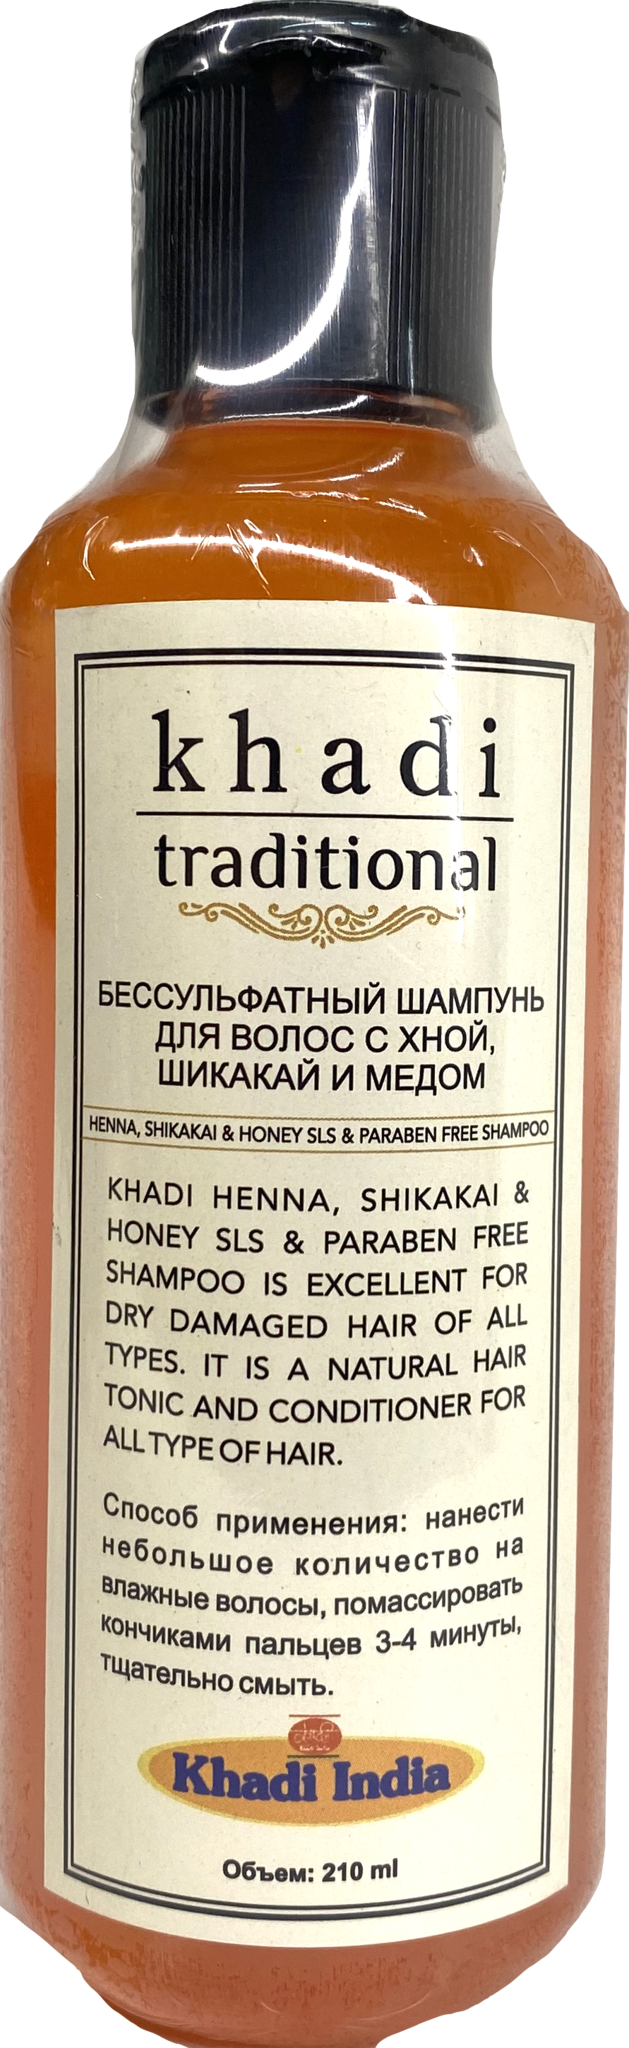 khadi
traditional
БЕССУЛЬФАТНЫЙ ШАМПУНЬ
ДЛЯ ВОЛОС С ХНОЙ,
ШИКАКАЙ И МЕДОМ
HENNA, SHIKAKAI & HONEY SLS & PARABEN FREE SHAMPOO
KHADI HENNA, SHIKAKAI &
HONEY SLS & PARABEN FREE
SHAMPOO IS EXCELLENT FOR
DRY DAMAGED HAIR OF ALL
TYPES. IT IS A NATURAL HAIR
TONIC AND CONDITIONER FOR
ALL TYPE OF HAIR.
Способ применения: нанести
небольшое количество на
влажные волосы, помассировать
кончиками пальцев 3-4 минуты,
тщательно смыть.
Khadi India
Объем: 210 ml